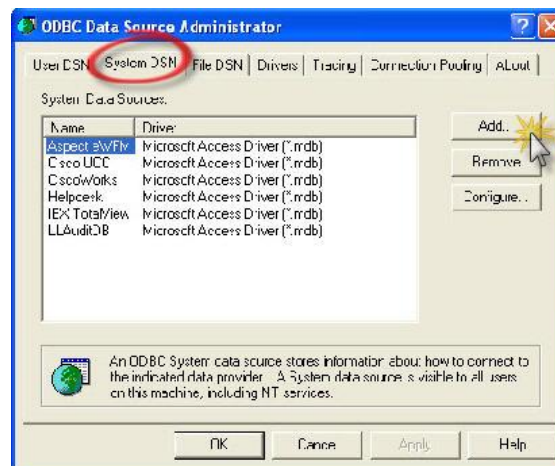 ODBC Data Source Administrator
User DSN System DSN File DSN Drivers Tracing Connection Pooling About
System Data Sources:
Name Driver
Aspect eWFM Microsoft Access Driver (*.mdb)
Cisco UCC Microsoft Access Driver (*.mdb)
CiscoWorks Microsoft Access Driver (*.mdb)
Helpdesk Microsoft Access Driver (*.mdb)
IEX TotalView Microsoft Access Driver (*.mdb)
LLAuditDB Microsoft Access Driver (*.mdb)
Add...
Remove
Configure...
An ODBC System data source stores information about how to connect to
the indicated data provider. A System data source is visible to all users
on this machine, including NT services.
OK Cancel Apply Help